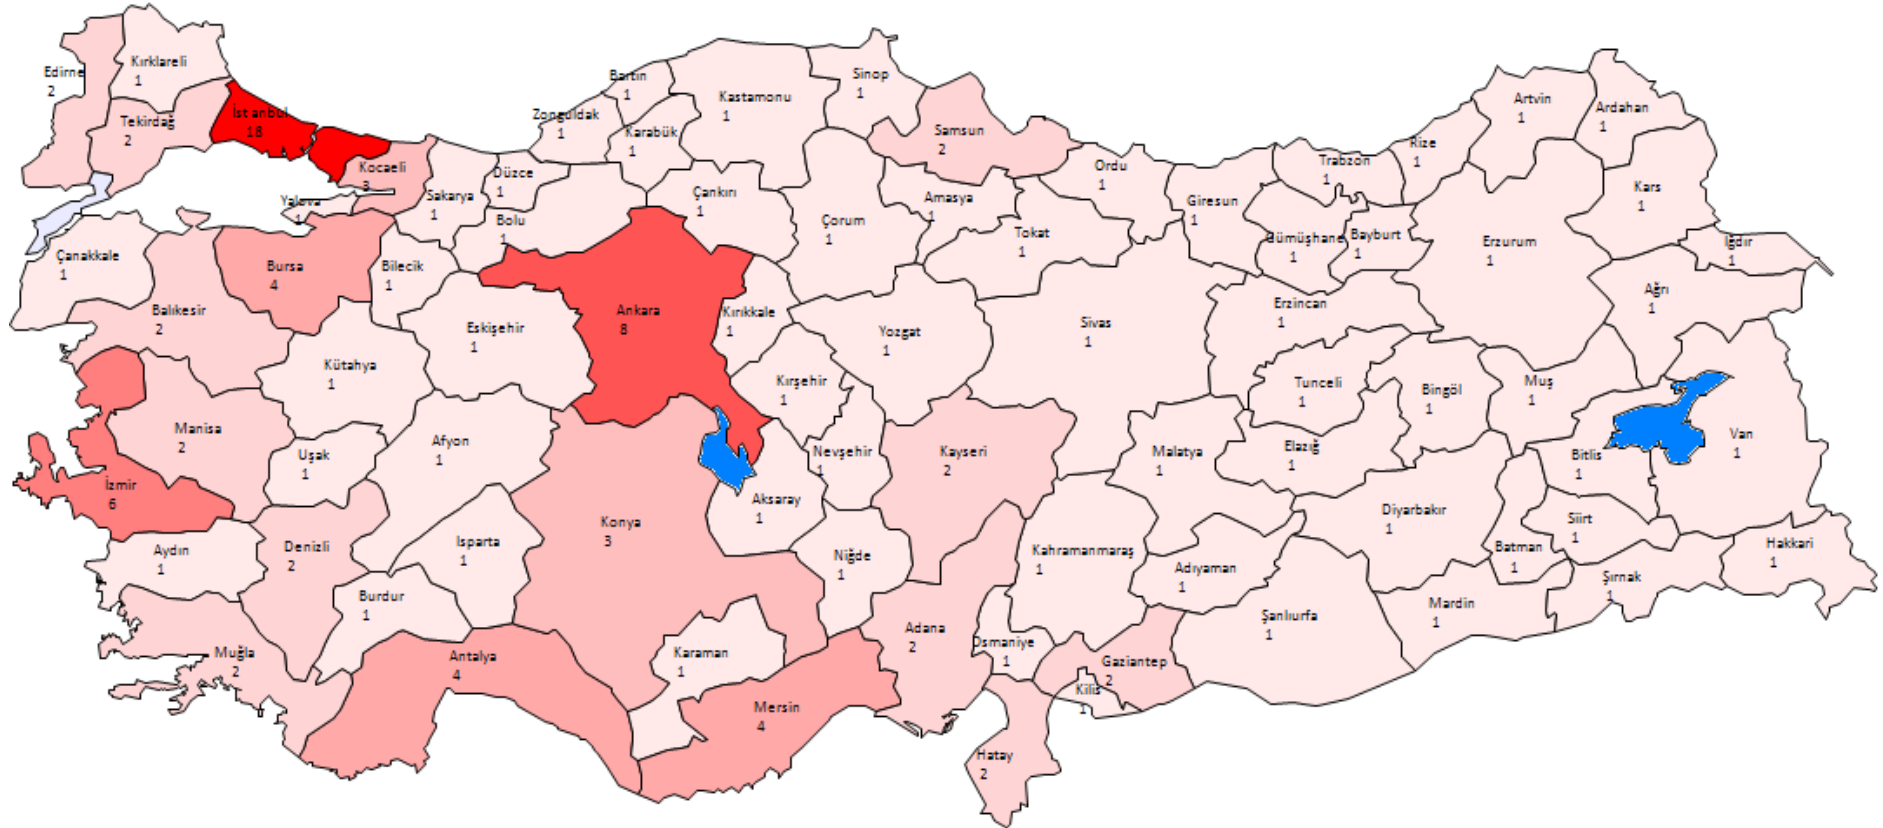 Edirne
2
Kırklareli
1
Tekirdağ
2
İstanbul
18
Kocaeli
3
Yalova
1
Sakarya
1
Düzce
1
Bolu
1
Zonguldak
1
Bartın
1
Karabük
1
Kastamonu
1
Sinop
1
Çankırı
1
Samsun
2
Amasya
1
Çorum
1
Ordu
1
Tokat
1
Giresun
1
Trabzon
1
Gümüşhane
1
Bayburt
1
Rize
1
Artvin
1
Ardahan
1
Kars
1
Erzurum
1
Iğdır
1
Ağrı
1
Çanakkale
1
Balıkesir
2
Bursa
4
Bilecik
1
Eskişehir
1
Kütahya
1
Ankara
8
Kırıkkale
1
Yozgat
1
Kırşehir
1
Sivas
1
Erzincan
1
Tunceli
1
Bingöl
1
Muş
1
Van
1
Bitlis
1
Manisa
2
İzmir
6
Uşak
1
Afyon
1
Nevşehir
1
Kayseri
2
Malatya
1
Elazığ
1
Aksaray
1
Konya
3
Diyarbakır
1
Siirt
1
Batman
1
Hakkari
1
Şırnak
1
Mardin
1
Aydın
1
Denizli
2
Isparta
1
Burdur
1
Niğde
1
Kahramanmaraş
1
Adıyaman
1
Şanlıurfa
1
Adana
2
Osmaniye
1
Gaziantep
2
Kilis
1
Karaman
1
Muğla
2
Antalya
4
Mersin
4
Hatay
2